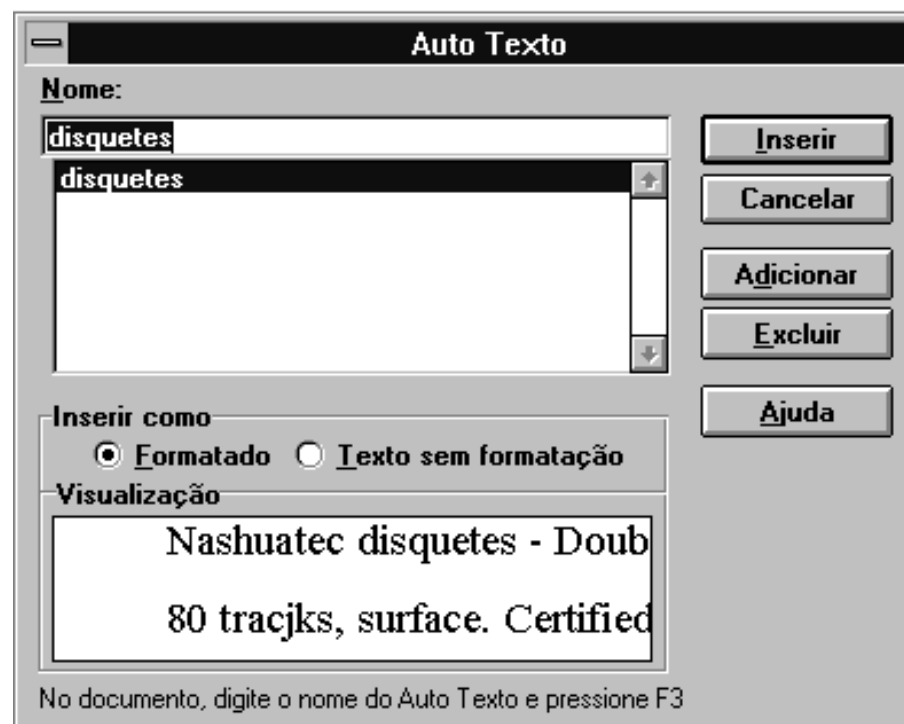 Auto Texto
Nome:
disquetes
Inserir
disquetes
Cancelar
Adicionar
Excluir
Ajuda
Inserir como
Formatado Texto sem formatação
Visualização
Nashuatec disquetes - Doub
80 tracjks, surface. Certified
No documento, digite o nome do Auto Texto e pressione F3